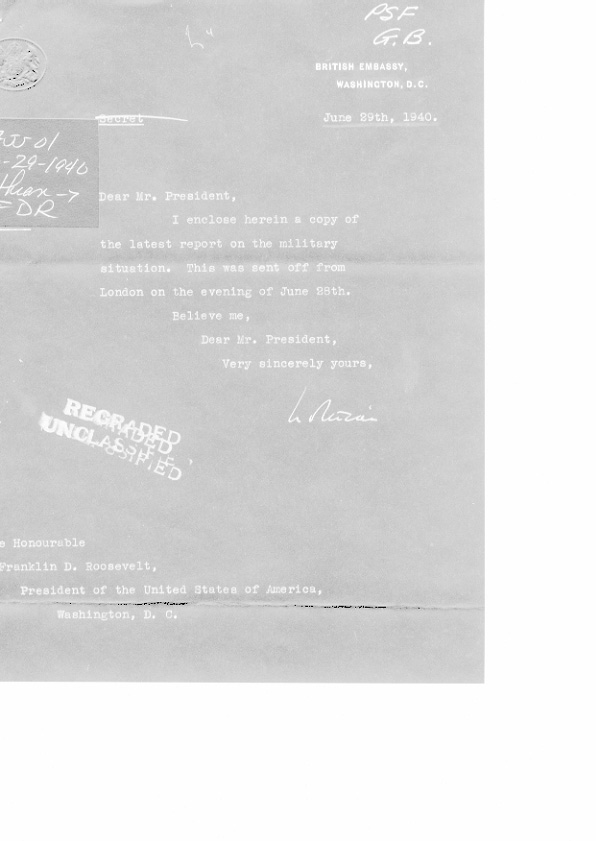 PSF
G.B.
BRITISH EMBASSY,
WASHINGTON, D.C.
Secret
June 29th, 1940.
-29-1940
FDR
Dear Mr. President,
I enclose herein a copy of
the latest report on the military
situation. This was sent off from
London on the evening of June 28th.
Believe me,
Dear Mr. President,
Very sincerely yours,
REGRADED
UNCLASSIFIED
Honourable
Franklin D. Roosevelt,
President of the United States of America,
Washington, D. C.